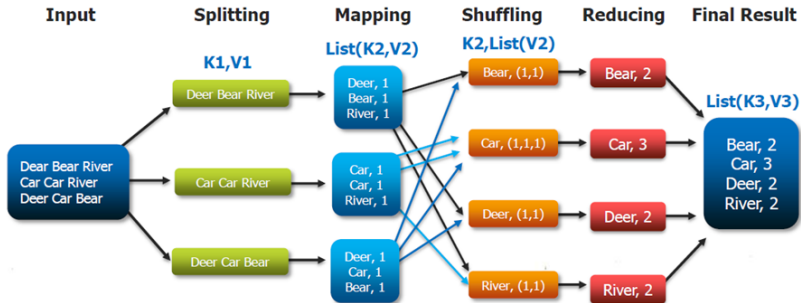 Input
Splitting
Mapping
Shuffling
Reducing
Final Result
K1,V1
List(K2,V2)
K2,List(V2)
List(K3,V3)
Dear Bear River
Car Car River
Deer Car Bear
Deer Bear River
Car Car River
Deer Car Bear
Deer, 1
Bear, 1
River, 1
Car, 1
Car, 1
River, 1
Deer, 1
Car, 1
Bear, 1
Bear, (1,1)
Car, (1,1,1)
Deer, (1,1)
River, (1,1)
Bear, 2
Car, 3
Deer, 2
River, 2
Bear, 2
Car, 3
Deer, 2
River, 2